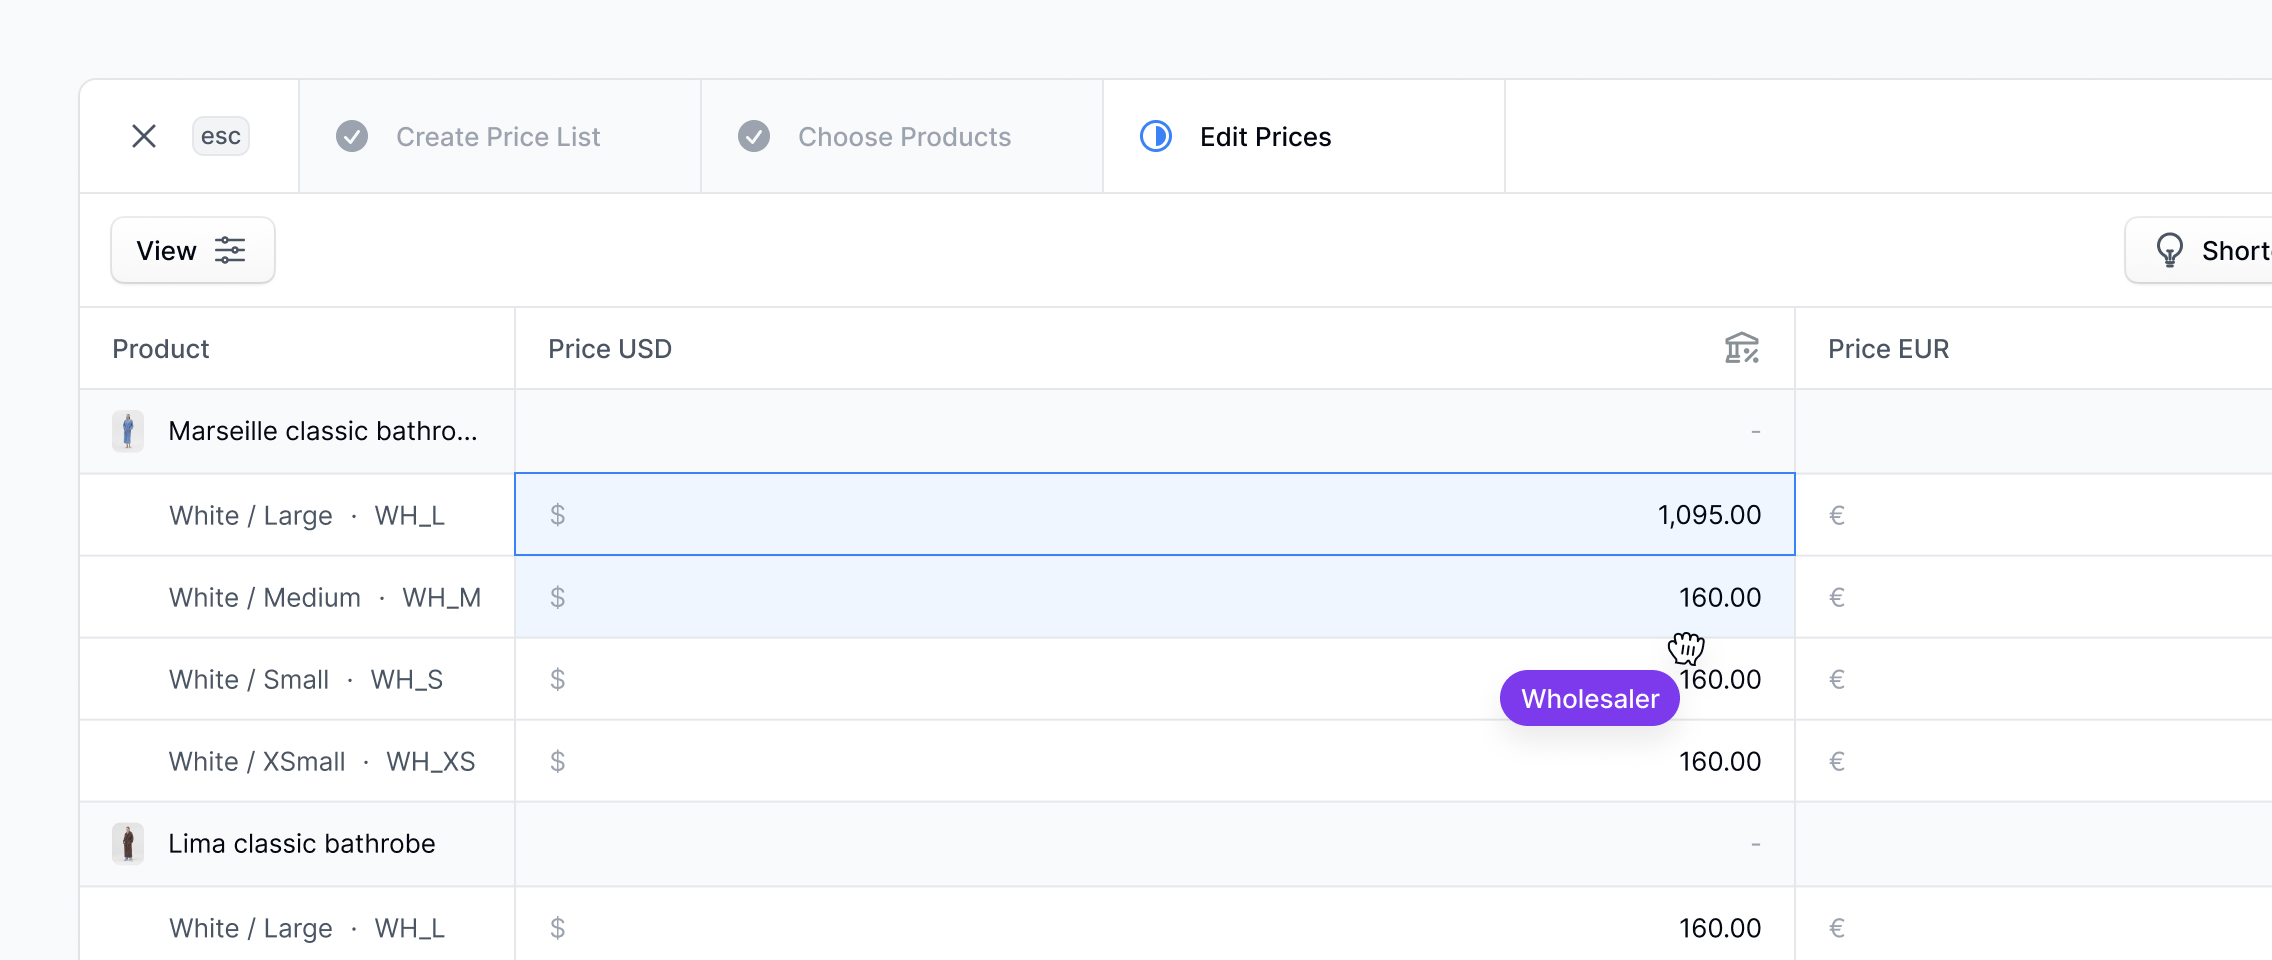 esc Create Price List Choose Products Edit Prices
View
Product Price USD Price EUR
Marseille classic bathro... -
White / Large · WH_L $ 1,095.00 €
White / Medium · WH_M $ 160.00 €
White / Small · WH_S $ 160.00 €
Wholesaler
White / XSmall · WH_XS $ 160.00 €
Lima classic bathrobe -
White / Large · WH_L $ 160.00 €